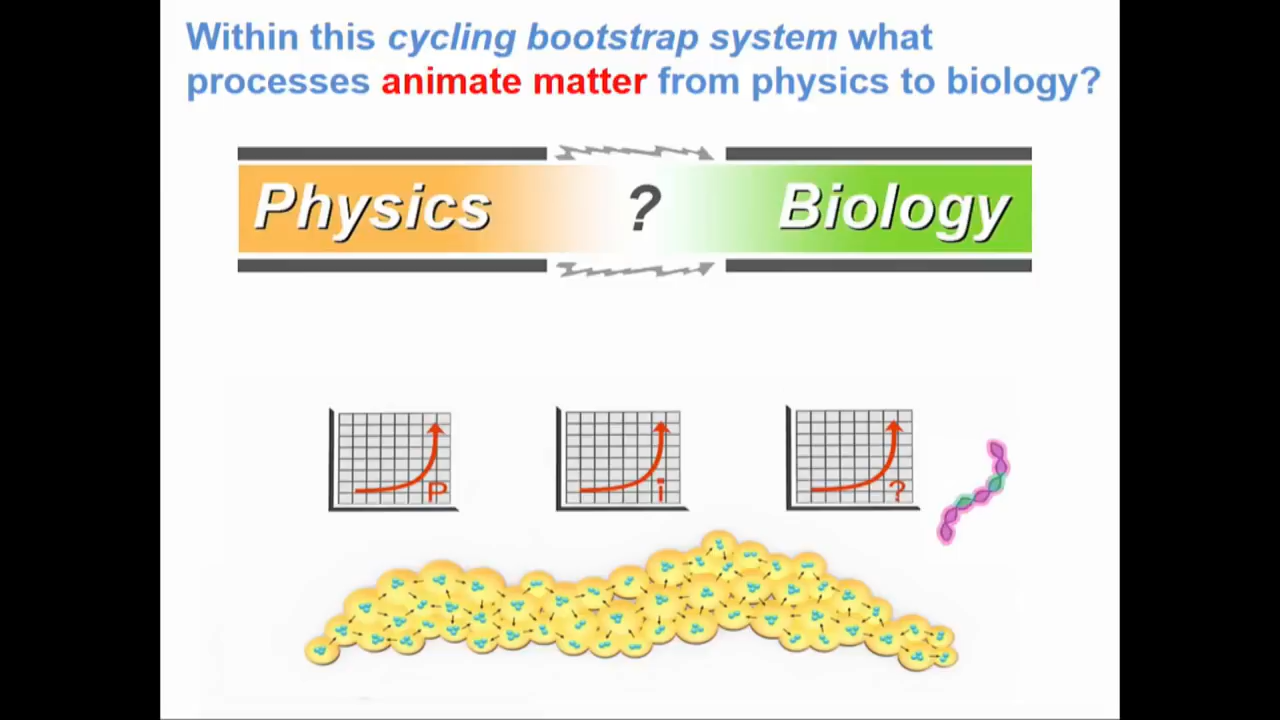 Within this cycling bootstrap system what
processes animate matter from physics to biology?
Physics ? Biology
P i ?